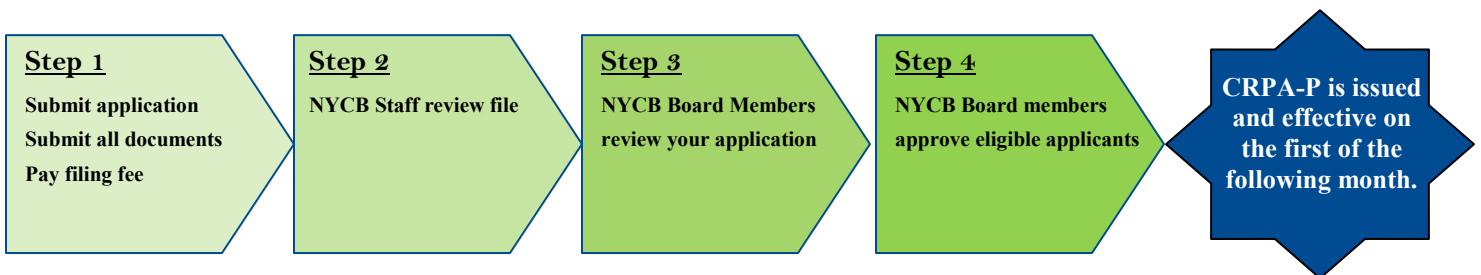 Step 1
Submit application
Submit all documents
Pay filing fee
Step 2
NYCB Staff review file
Step 3
NYCB Board Members
review your application
Step 4
NYCB Board members
approve eligible applicants
CRPA-P is issued
and effective on
the first of the
following month.